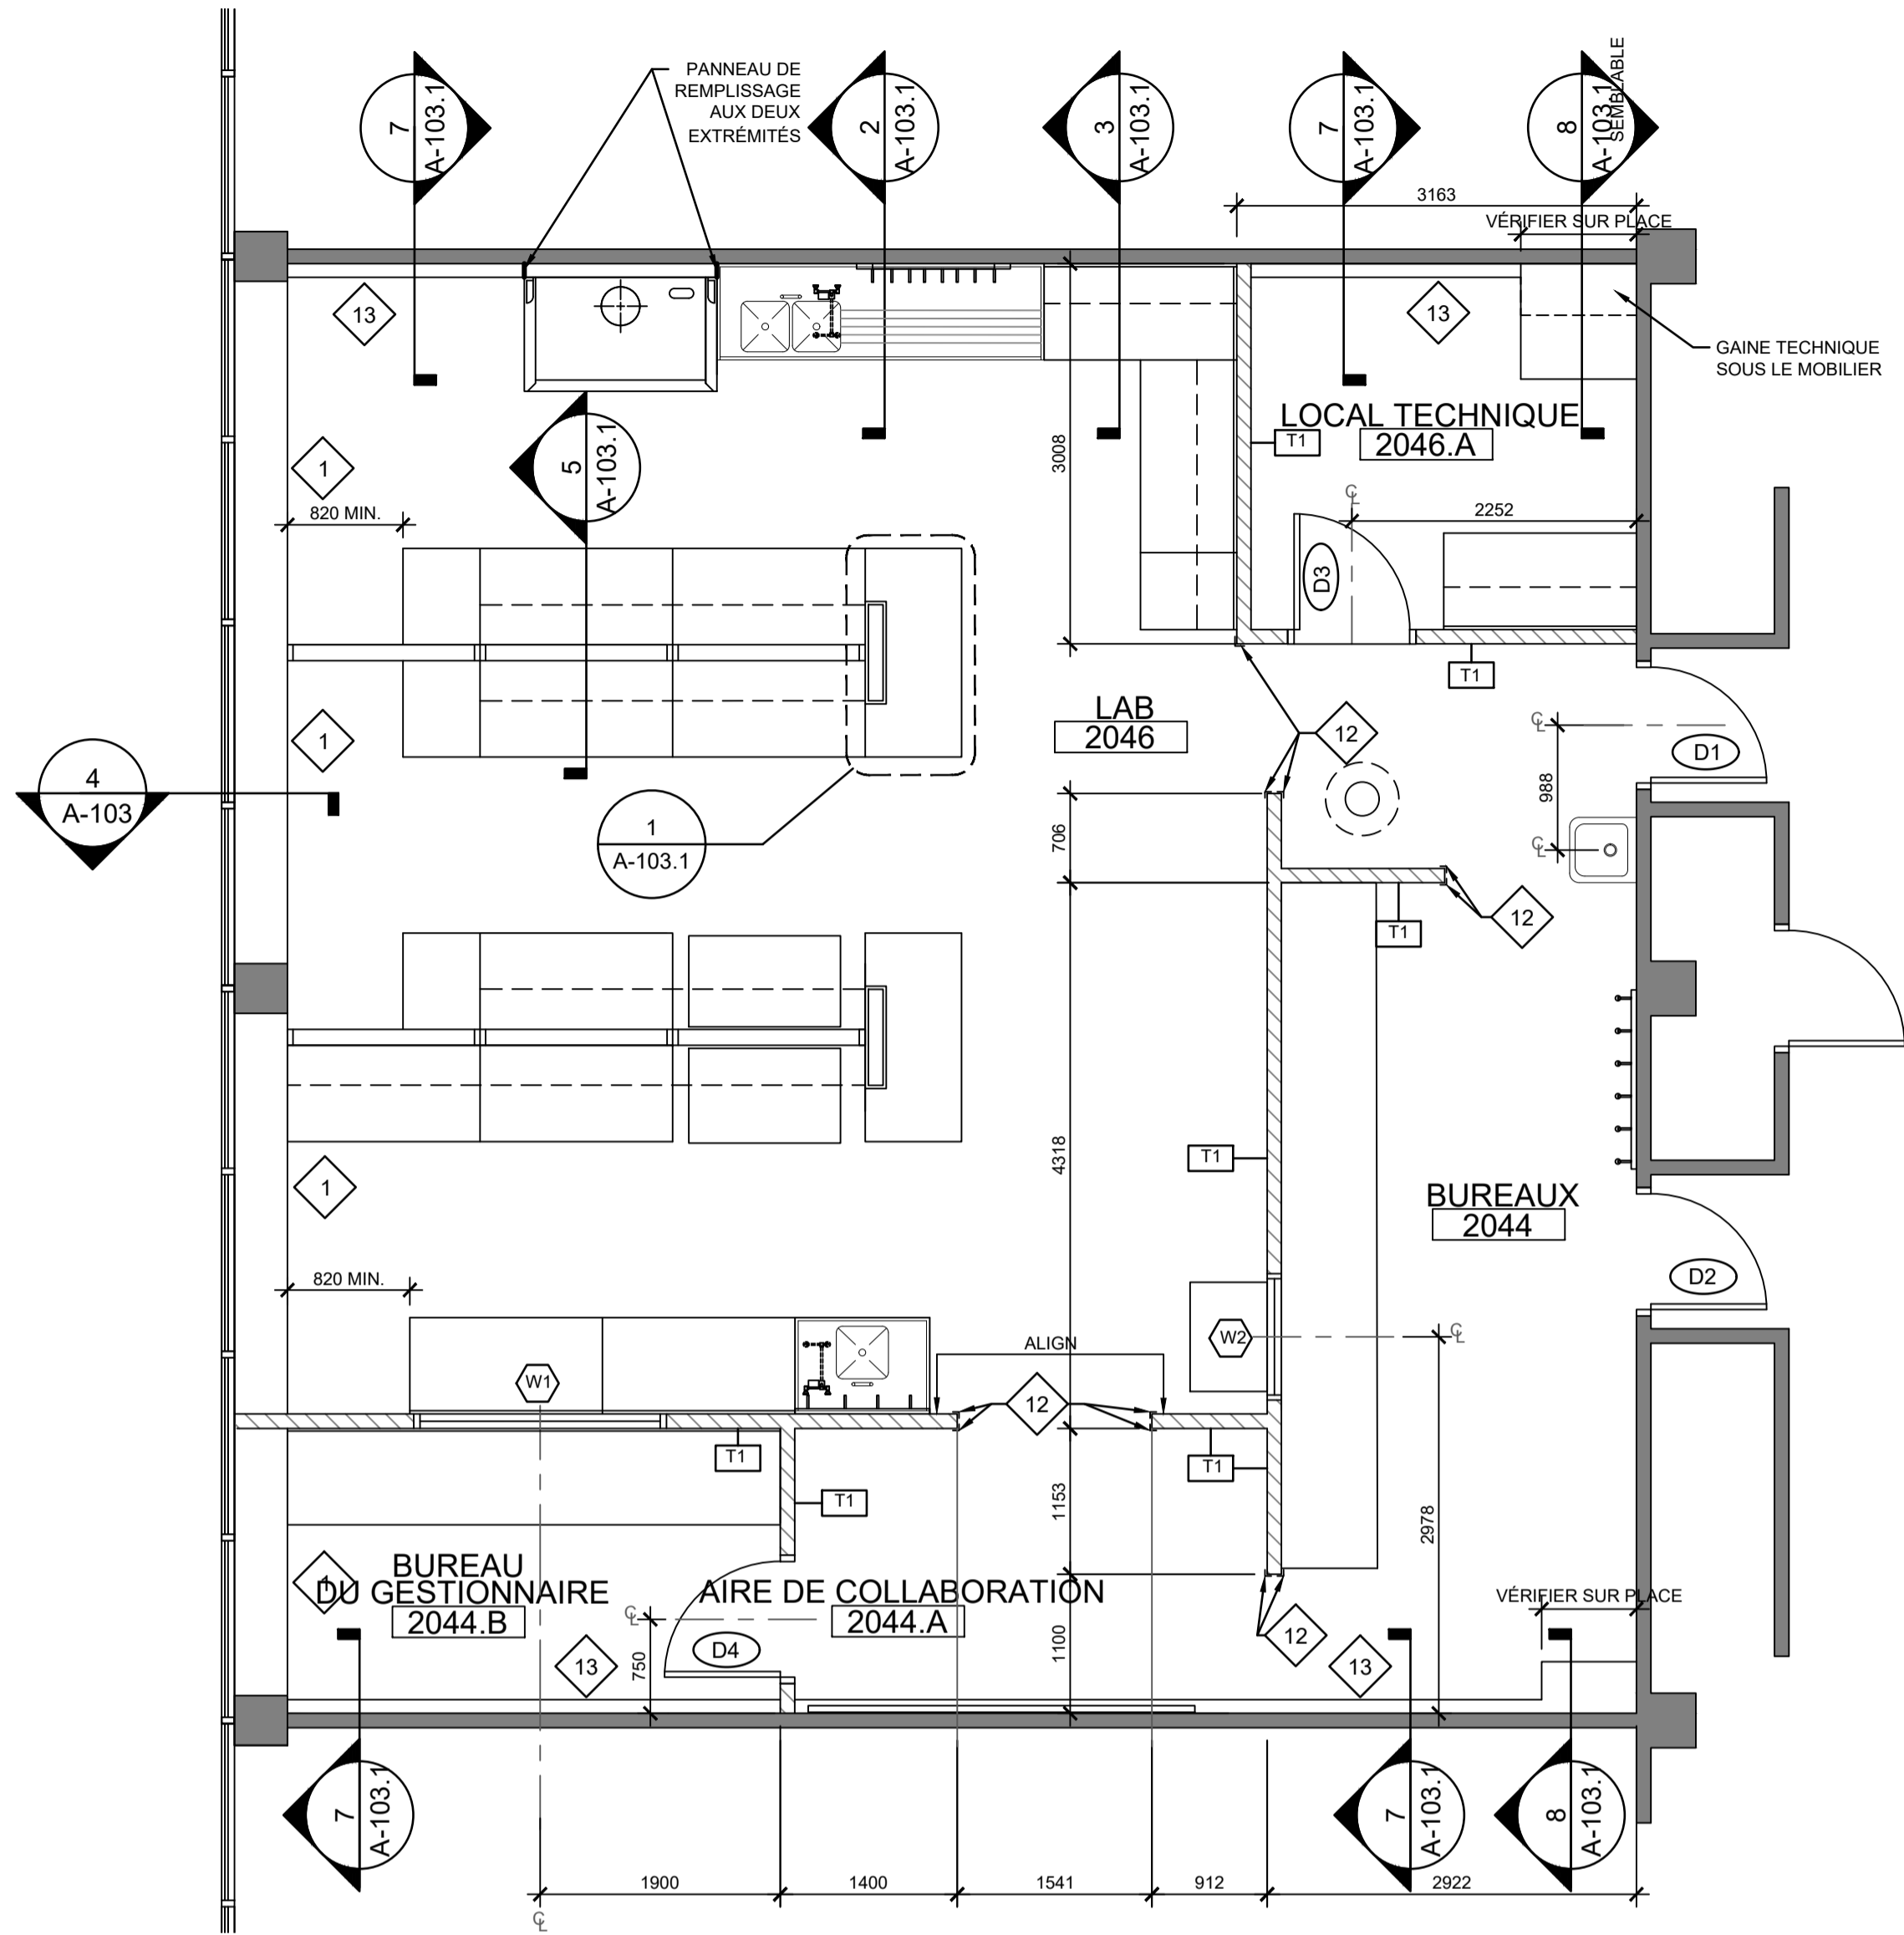 7
A-103.1
PANNEAU DE
REMPLISSAGE
AUX DEUX
EXTRÉMITÉS
2
A-103.1
3
A-103.1
7
A-103.1
8
A-103.1
SEMBLABLE
3163
VÉRIFIER SUR PLACE
13
13
GAINE TECHNIQUE
SOUS LE MOBILIER
LOCAL TECHNIQUE
2046.A
T1
1
5
A-103.1
3008
820 MIN.
℄
2252
D3
T1
LAB
2046
1
12
℄
D1
988
4
A-103
1
A-103.1
706
℄
12
T1
4318
T1
1
BUREAUX
2044
820 MIN.
D2
W2
℄
ALIGN
W1
12
T1
T1
T1
1153
2978
1
BUREAU
DU GESTIONNAIRE
2044.B
AIRE DE COLLABORATION
2044.A
VÉRIFIER SUR PLACE
℄
D4
750
1100
12
13
13
7
A-103.1
7
A-103.1
8
A-103.1
1900
1400
1541
912
2922
℄